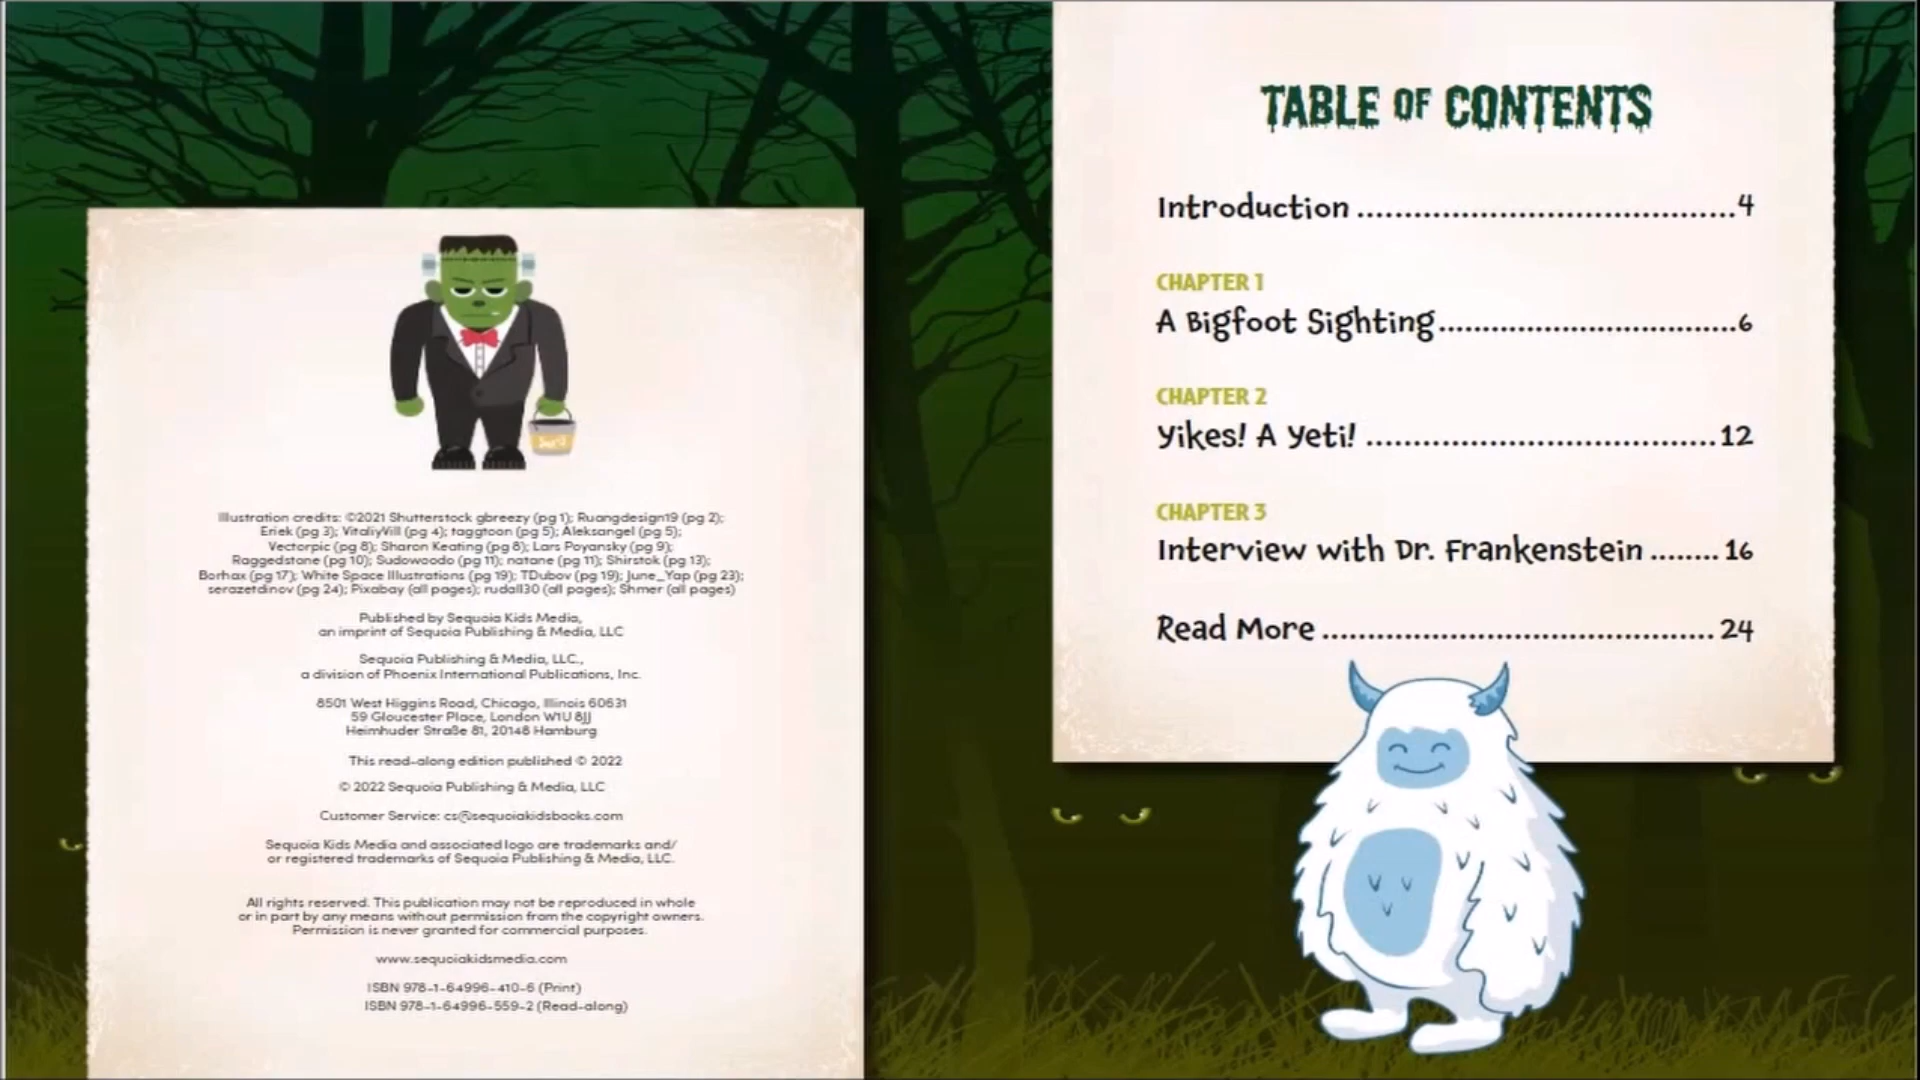 Illustration credits: ©2021 Shutterstock gbreezy (pg 1); Ruangdesign19 (pg 2);
Eriek (pg 3); VitaliyVill (pg 4); taggtoon (pg 5); Aleksangel (pg 5);
Vectorpic (pg 8); Sharon Keating (pg 8); Lars Poyansky (pg 9);
Raggedstone (pg 10); Sudowoodo (pg 11); natane (pg 11); Shirstok (pg 13);
Borhax (pg 17); White Space Illustrations (pg 19); TDubov (pg 19); June_Yap (pg 23);
serazetdinov (pg 24); Pixabay (all pages); rudall30 (all pages); Shmer (all pages)
Published by Sequoia Kids Media,
an imprint of Sequoia Publishing & Media, LLC
Sequoia Publishing & Media, LLC.,
a division of Phoenix International Publications, Inc.
8501 West Higgins Road, Chicago, Illinois 60631
59 Gloucester Place, London W1U 8JJ
Heimhuder Straße 81, 20148 Hamburg
This read-along edition published © 2022
© 2022 Sequoia Publishing & Media, LLC
Customer Service: cs@sequoiakidsbooks.com
Sequoia Kids Media and associated logo are trademarks and/
or registered trademarks of Sequoia Publishing & Media, LLC.
All rights reserved. This publication may not be reproduced in whole
or in part by any means without permission from the copyright owners.
Permission is never granted for commercial purposes.
www.sequoiakidsmedia.com
ISBN 978-1-64996-410-6 (Print)
ISBN 978-1-64996-559-2 (Read-along)
TABLE OF CONTENTS
Introduction ........................................4
CHAPTER 1
A Bigfoot Sighting...............................6
CHAPTER 2
Yikes! A Yeti! .....................................12
CHAPTER 3
Interview with Dr. Frankenstein ........16
Read More .........................................24